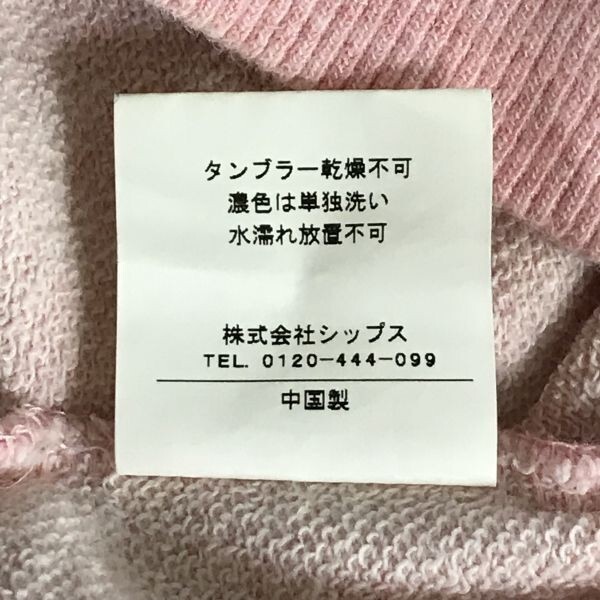 タンブラー乾燥不可
濃色は単独洗い
水濡れ放置不可
株式会社シップス
TEL. 0120-444-099
中国製